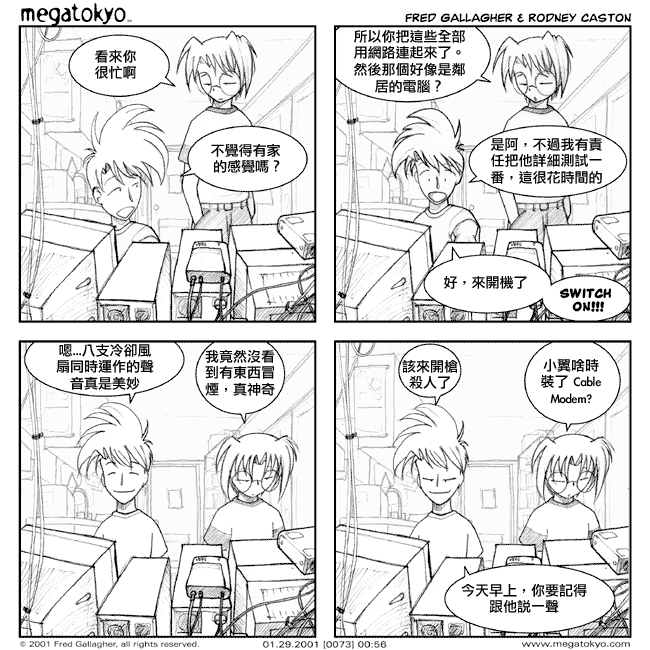 megatokyo™
FRED GALLAGHER & RODNEY CASTON
看來你
很忙啊
不覺得有家
的感覺嗎？
所以你把這些全部
用網路連起來了。
然後那個好像是鄰
居的電腦？
是阿，不過我有責
任把他詳細測試一
番，這很花時間的
好，來開機了
SWITCH
ON!!!
嗯...八支冷卻風
扇同時運作的聲
音真是美妙
我竟然沒看
到有東西冒
煙，真神奇
該來開槍
殺人了
小翼啥時
裝了 Cable
Modem?
今天早上，你要記得
跟他説一聲
© 2001 Fred Gallagher, all rights reserved.
01.29.2001 [0073] 00:56
www.megatokyo.com